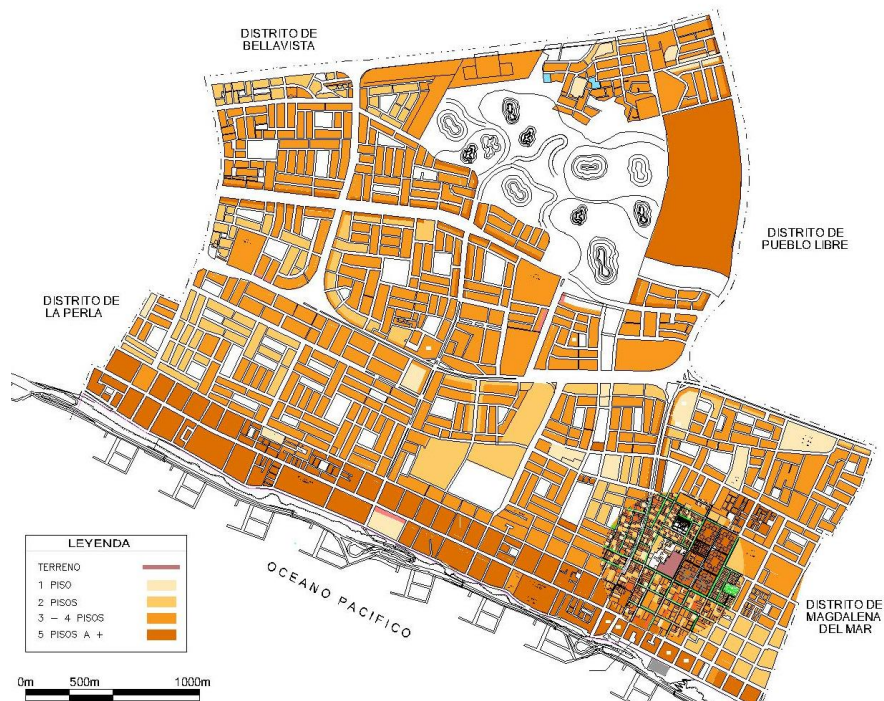 DISTRITO DE
BELLAVISTA
DISTRITO DE
PUEBLO LIBRE
DISTRITO DE
LA PERLA
LEYENDA
TERRENO
1 PISO
2 PISOS
3 - 4 PISOS
5 PISOS A +
OCEANO PACIFICO
DISTRITO DE
MAGDALENA
DEL MAR
0m 500m 1000m